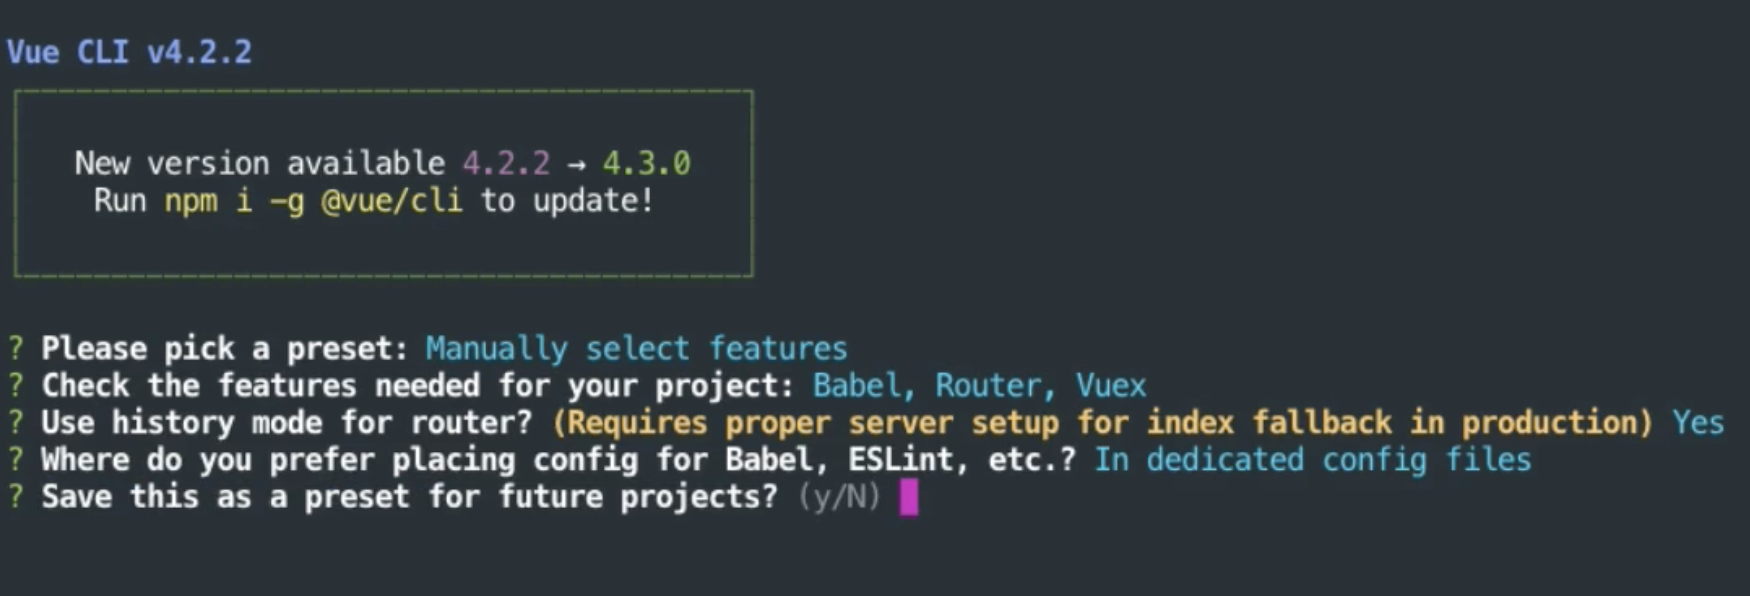 Vue CLI v4.2.2
New version available 4.2.2 → 4.3.0
Run npm i -g @vue/cli to update!
? Please pick a preset: Manually select features
? Check the features needed for your project: Babel, Router, Vuex
? Use history mode for router? (Requires proper server setup for index fallback in production) Yes
? Where do you prefer placing config for Babel, ESLint, etc.? In dedicated config files
? Save this as a preset for future projects? (y/N)